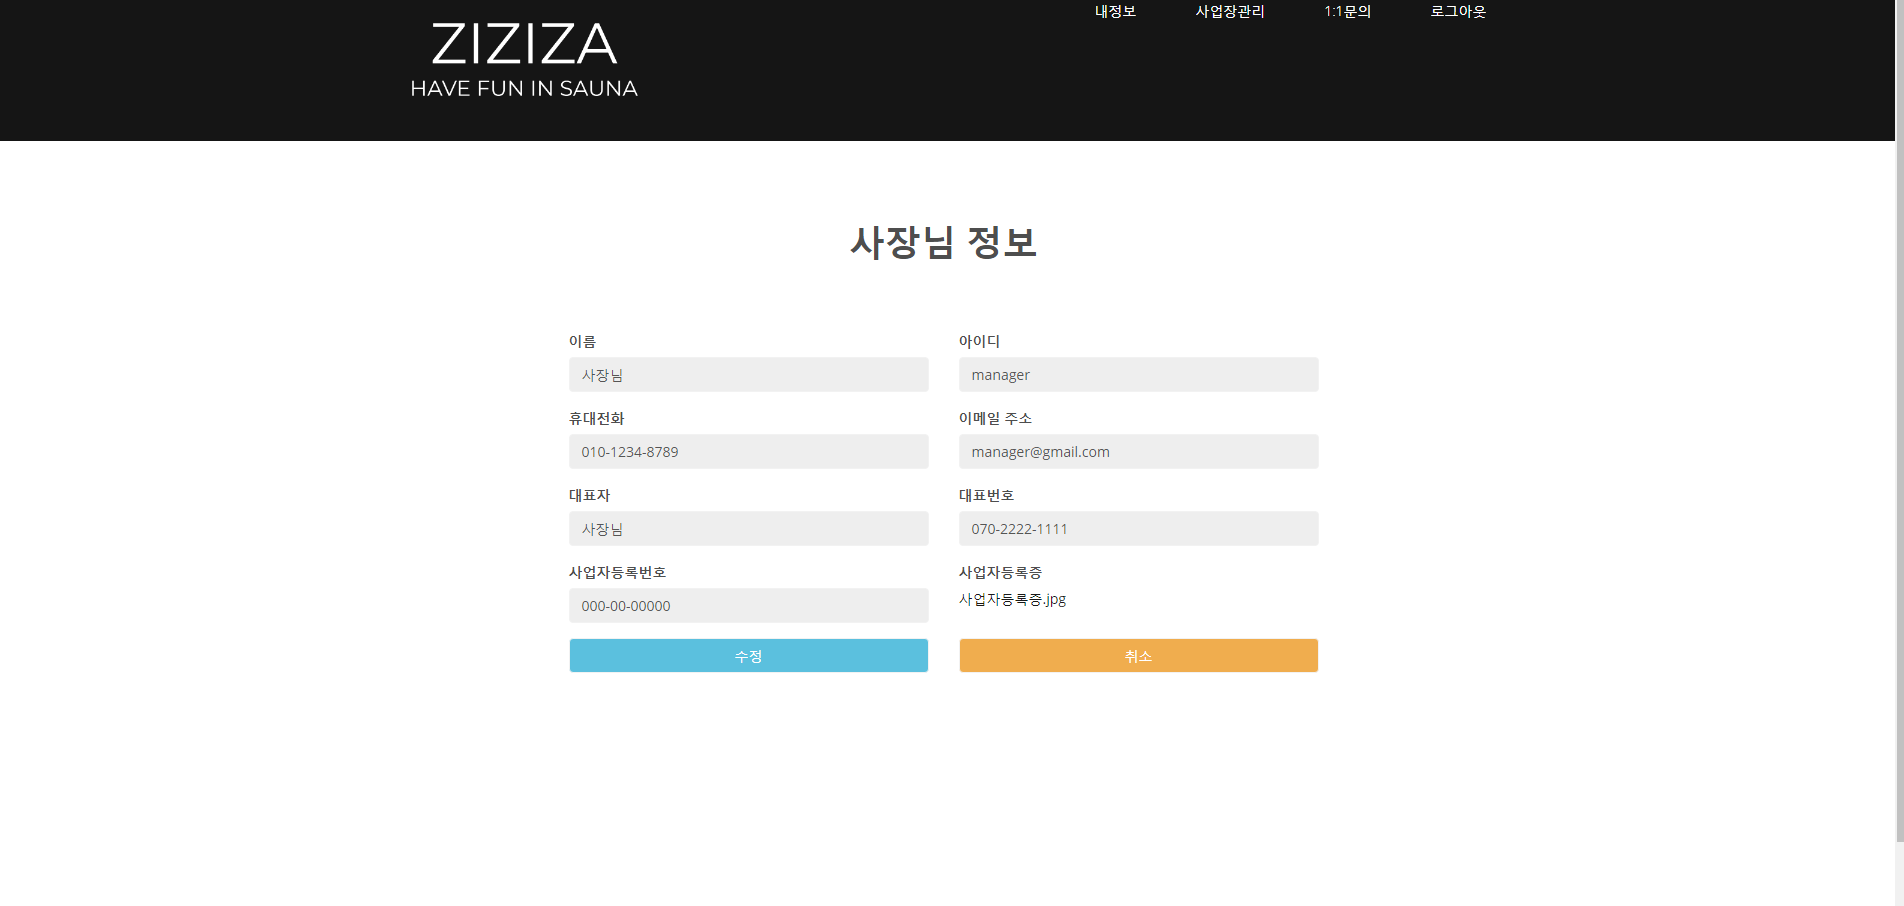 ZIZIZA
HAVE FUN IN SAUNA
내정보 사업장관리 1:1문의 로그아웃
사장님 정보
이름 아이디
사장님 manager
휴대전화 이메일 주소
010-1234-8789 manager@gmail.com
대표자 대표번호
사장님 070-2222-1111
사업자등록번호 사업자등록증
000-00-00000 사업자등록증.jpg
수정 취소